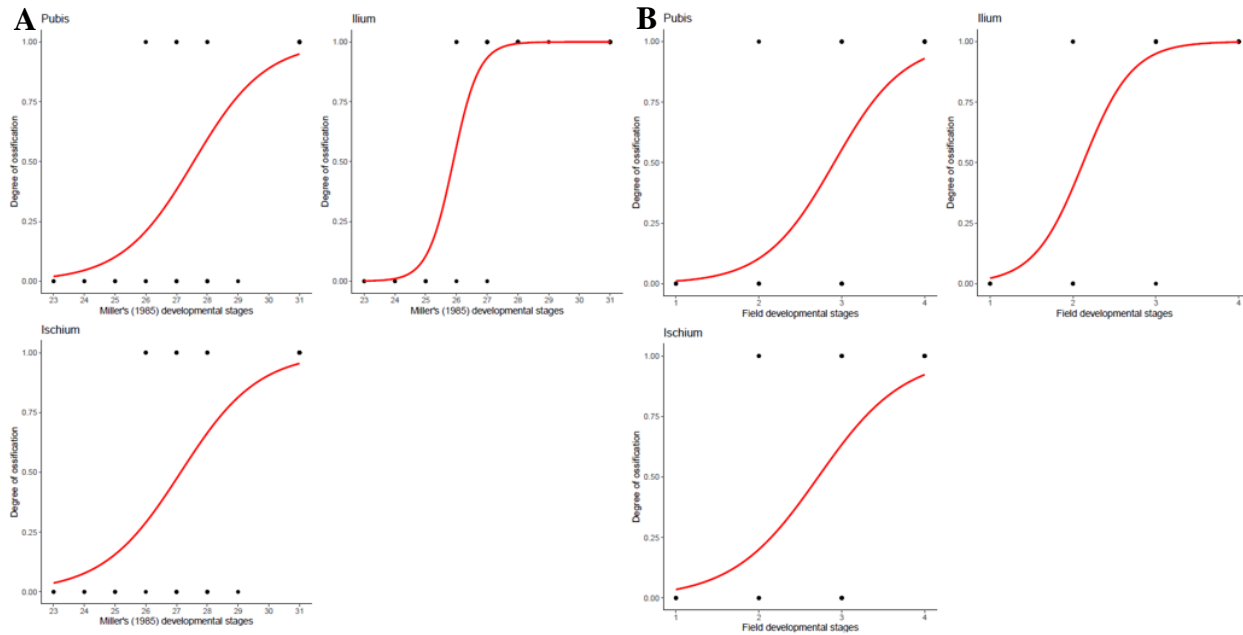 A
Pubis
Degree of ossification
1.00
0.75
0.50
0.25
0.00
23 24 25 26 27 28 29 30 31
Miller's (1985) developmental stages
Ilium
Degree of ossification
1.00
0.75
0.50
0.25
0.00
23 24 25 26 27 28 29 30 31
Miller's (1985) developmental stages
Ischium
Degree of ossification
1.00
0.75
0.50
0.25
0.00
23 24 25 26 27 28 29 30 31
Miller's (1985) developmental stages
B
Pubis
Degree of ossification
1.00
0.75
0.50
0.25
0.00
1 2 3 4
Field developmental stages
Ilium
Degree of ossification
1.00
0.75
0.50
0.25
0.00
1 2 3 4
Field developmental stages
Ischium
Degree of ossification
1.00
0.75
0.50
0.25
0.00
1 2 3 4
Field developmental stages